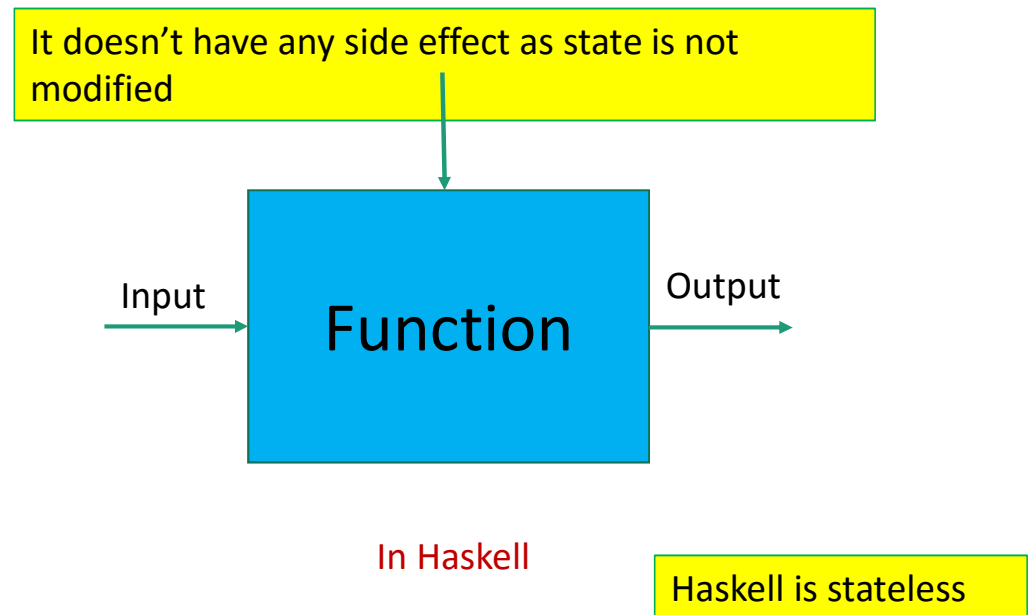 It doesn’t have any side effect as state is not
modified
Input
Output
Function
In Haskell
Haskell is stateless